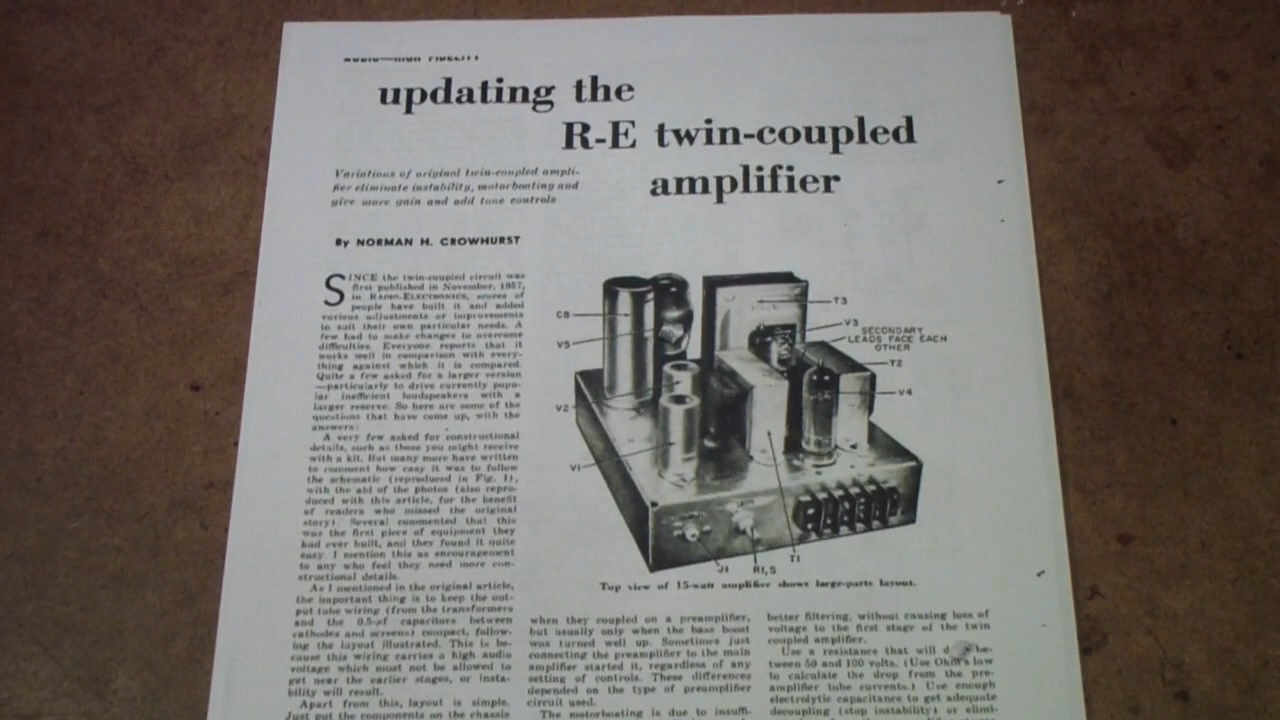 AUDIO—HIGH FIDELITY
updating the
R-E twin-coupled
amplifier
Variations of original twin-coupled ampli-
fier eliminate instability, motorboating and
give more gain and add tone controls
By NORMAN H. CROWHURST
SINCE the twin-coupled circuit was
first published in November, 1957,
in RADIO-ELECTRONICS, scores of
people have built it and added
various adjustments or improvements
to suit their own particular needs. A
few had to make changes to overcome
difficulties. Everyone reports that it
works well in comparison with every-
thing against which it is compared.
Quite a few asked for a larger version
—particularly to drive currently popu-
lar inefficient loudspeakers with a
larger reserve. So here are some of the
questions that have come up, with the
answers:
A very few asked for constructional
details, such as those you might receive
with a kit. But many more have written
to comment how easy it was to follow
the schematic (reproduced in Fig. 1),
with the aid of the photos (also repro-
duced with this article, for the benefit
of readers who missed the original
story). Several commented that this
was the first piece of equipment they
had ever built, and they found it quite
easy. I mention this as encouragement
to any who feel they need more con-
structional details.
As I mentioned in the original article,
the important thing is to keep the out-
put tube wiring (from the transformers
and the 0.5-µf capacitors between
cathodes and screens) compact, follow-
ing the layout illustrated. This is be-
cause this wiring carries a high audio
voltage which must not be allowed to
get near the earlier stages, or insta-
bility will result.
Apart from this, layout is simple.
Just put the components on the chassis
C8
V5
V2
V1
T3
V3
SECONDARY
LEADS FACE EACH
OTHER
T2
V4
J1
R1,S
T1
Top view of 15-watt amplifier shows large-parts layout.
when they coupled on a preamplifier,
but usually only when the bass boost
was turned well up. Sometimes just
connecting the preamplifier to the main
amplifier started it, regardless of any
setting of controls. These differences
depended on the type of preamplifier
circuit used.
The motorboating is due to insuffi-
better filtering, without causing loss of
voltage to the first stage of the twin
coupled amplifier.
Use a resistance that will d be-
tween 50 and 100 volts. (Use Ohm's law
to calculate the drop from the pre-
amplifier tube currents.) Use enough
electrolytic capacitance to get adequate
decoupling (stop instability) or elimi-